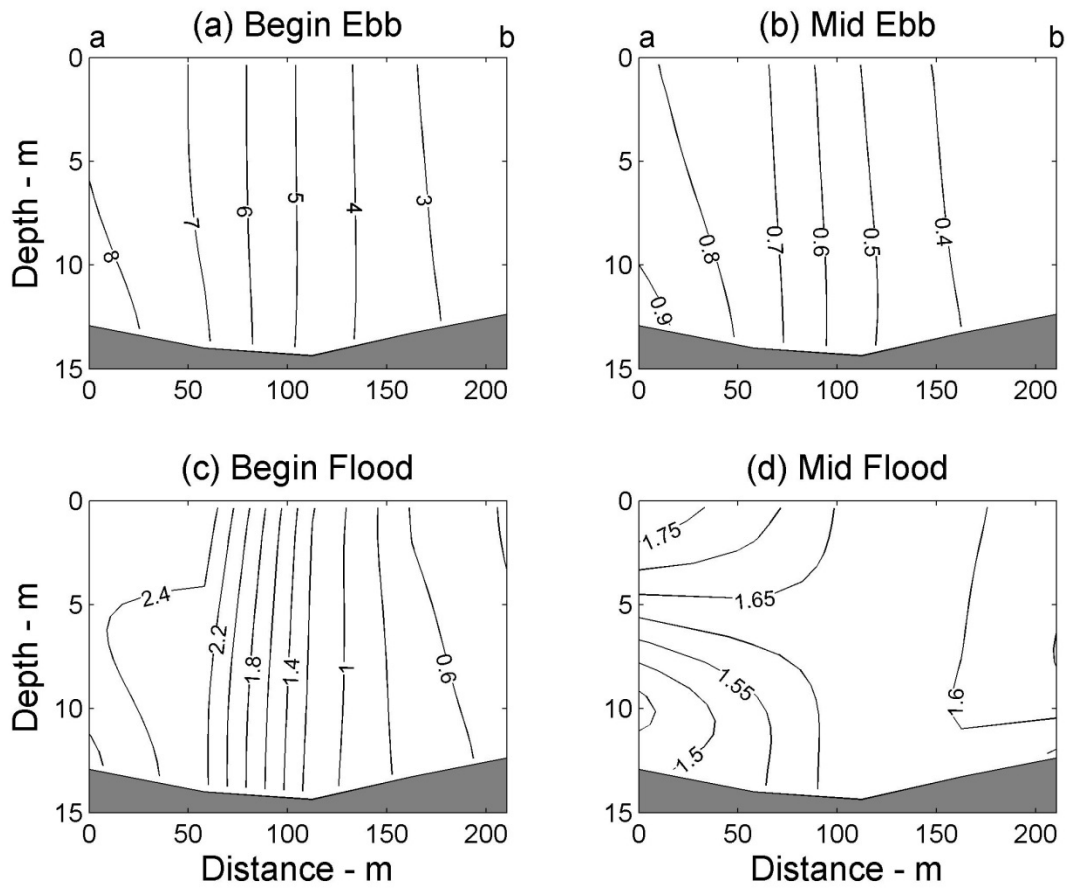 a (a) Begin Ebb b
a (b) Mid Ebb b
Depth - m
0
5
10
15
0 50 100 150 200
8 7 6 5 4 3
0
5
10
15
0 50 100 150 200
0.9 0.8 0.7 0.6 0.5 0.4
(c) Begin Flood
(d) Mid Flood
Depth - m
0
5
10
15
0 50 100 150 200
Distance - m
2.4 2.2 1.8 1.4 1 0.6
0
5
10
15
0 50 100 150 200
Distance - m
1.75
1.65
1.55
1.5
1.6